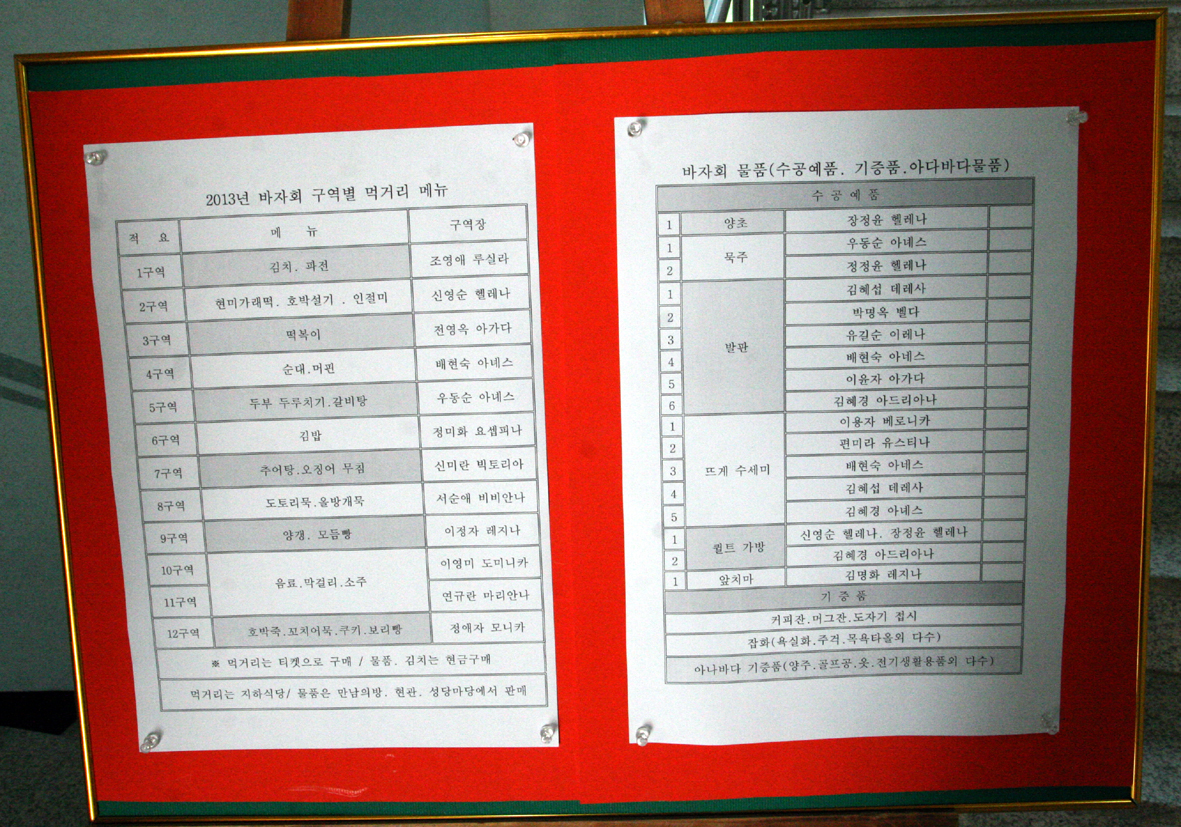 2013년 바자회 구역별 먹거리 메뉴
적 요 메 뉴 구역장
1구역 김치. 파전 조영애 루실라
2구역 현미가래떡. 호박설기 . 인절미 신영순 헬레나
3구역 떡복이 전영옥 아가다
4구역 순대.머핀 배현숙 아네스
5구역 두부 두루치기.갈비탕 우동순 아녜스
6구역 김밥 정미화 요셉피나
7구역 추어탕.오징어 무침 신미란 빅토리아
8구역 도토리묵.올방개묵 서순애 비비안나
9구역 양갱. 모듬빵 이정자 레지나
10구역 음료.막걸리.소주 이영미 도미니카
11구역 연규란 마리안나
12구역 호박죽.꼬치어묵.쿠키.보리빵 정애자 모니카
※ 먹거리는 티켓으로 구매 / 물품. 김치는 현금구매
먹거리는 지하식당/ 물품은 만남의방. 현관. 성당마당에서 판매
바자회 물품(수공예품. 기증품.아다바다물품)
수 공 예 품
1 양초 장정윤 헬레나
1 묵주 우동순 아네스
2 정정윤 헬레나
1 발판 김혜섭 데레사
2 박명옥 벨다
3 유길순 이레나
4 배현숙 아네스
5 이윤자 아가다
6 김혜경 아드리아나
1 뜨게 수세미 이용자 베로니카
2 편미라 유스티나
3 배현숙 아네스
4 김혜섭 데레사
5 김혜경 아네스
1 퀼트 가방 신영순 헬레나. 장정윤 헬레나
2 김혜경 아드리아나
1 앞치마 김명화 레지나
기 증 품
커피잔.머그잔.도자기 접시
잡화(욕실화.주걱.목욕타올외 다수)
아나바다 기증품(양주.골프공.옷.전기생활용품외 다수)